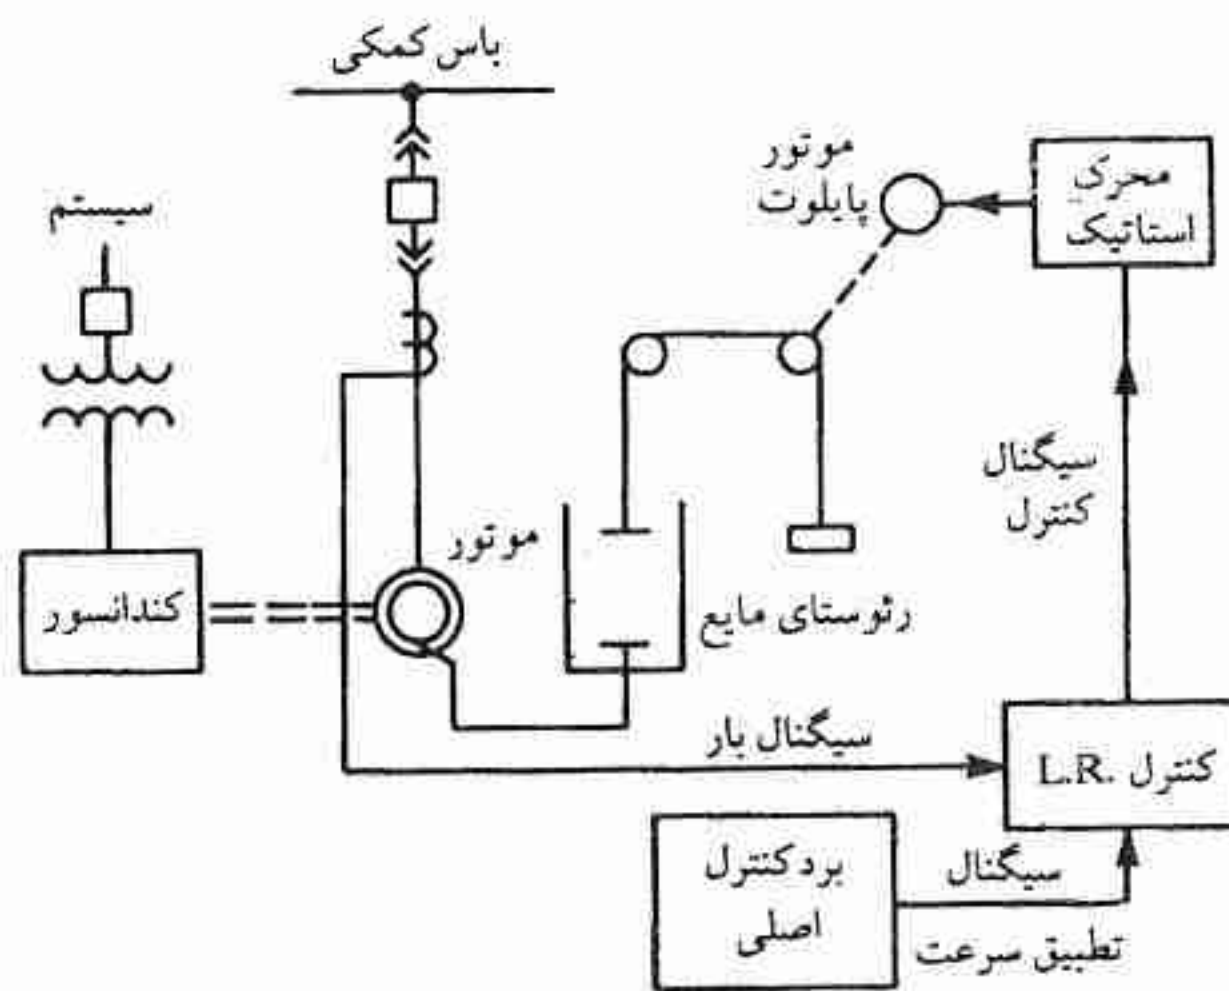 باس کمکی
سیستم
موتور
پایلوت
محرک
استاتیک
سیگنال
کنترل
موتور
کندانسور
رئوستای مایع
سیگنال بار
کنترل L.R.
برد کنترل
اصلی
سیگنال
تطبیق سرعت